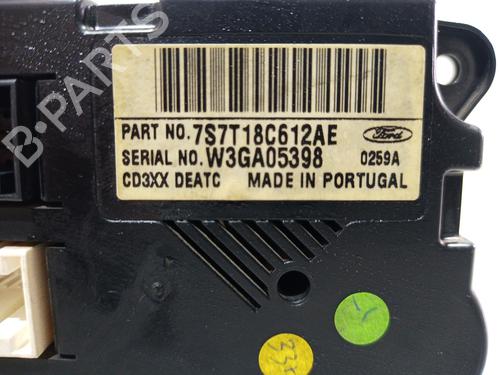 PART NO. 7S7T18C612AE
Ford
SERIAL NO. W3GA05398 0259A
CD3XX DEATC MADE IN PORTUGAL
B-PARTS